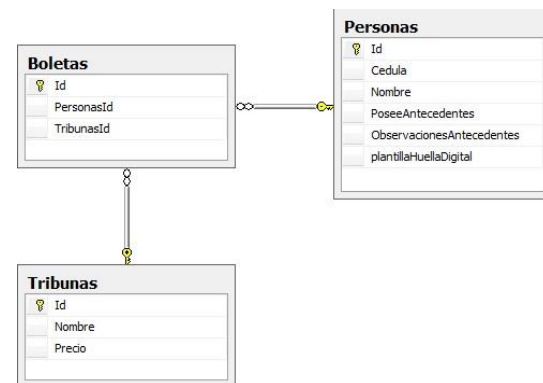 Boletas
Id
PersonasId
TribunasId
Personas
Id
Cedula
Nombre
PoseeAntecedentes
ObservacionesAntecedentes
plantillaHuellaDigital
Tribunas
Id
Nombre
Precio